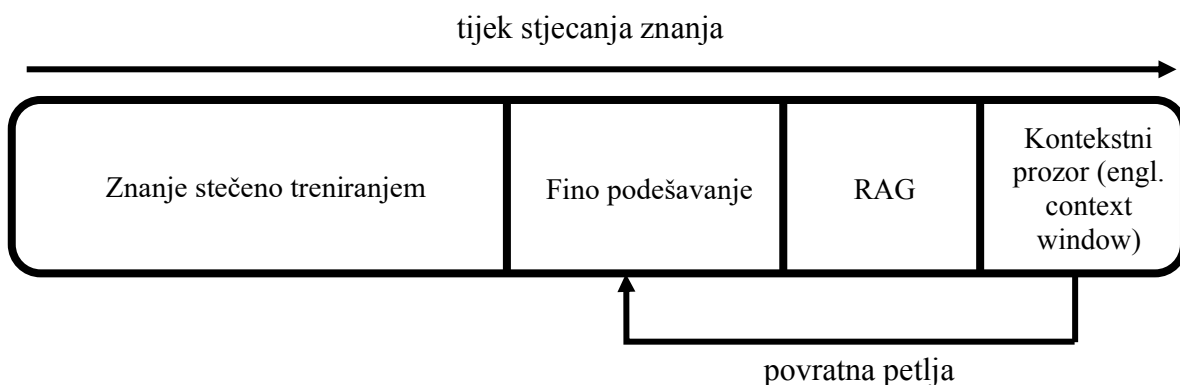 tijek stjecanja znanja
Znanje stečeno treniranjem
Fino podešavanje
RAG
Kontekstni
prozor (engl.
context
window)
povratna petlja